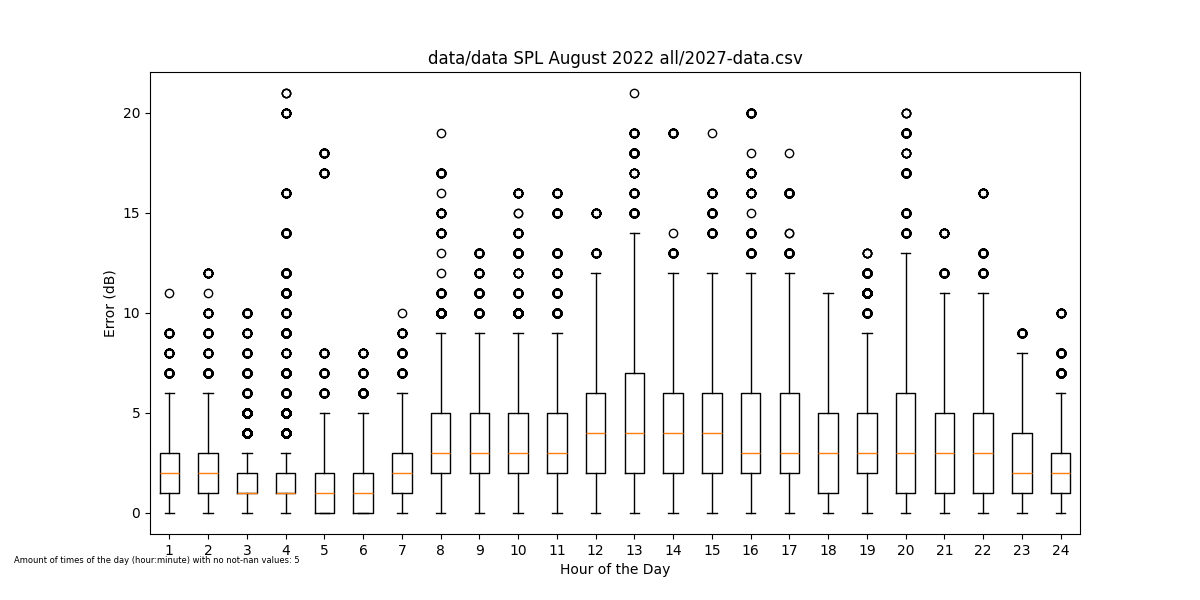 data/data SPL August 2022 all/2027-data.csv
Error (dB)
20
15
10
5
0
1 2 3 4 5 6 7 8 9 10 11 12 13 14 15 16 17 18 19 20 21 22 23 24
Amount of times of the day (hour:minute) with no not-nan values: 5
Hour of the Day